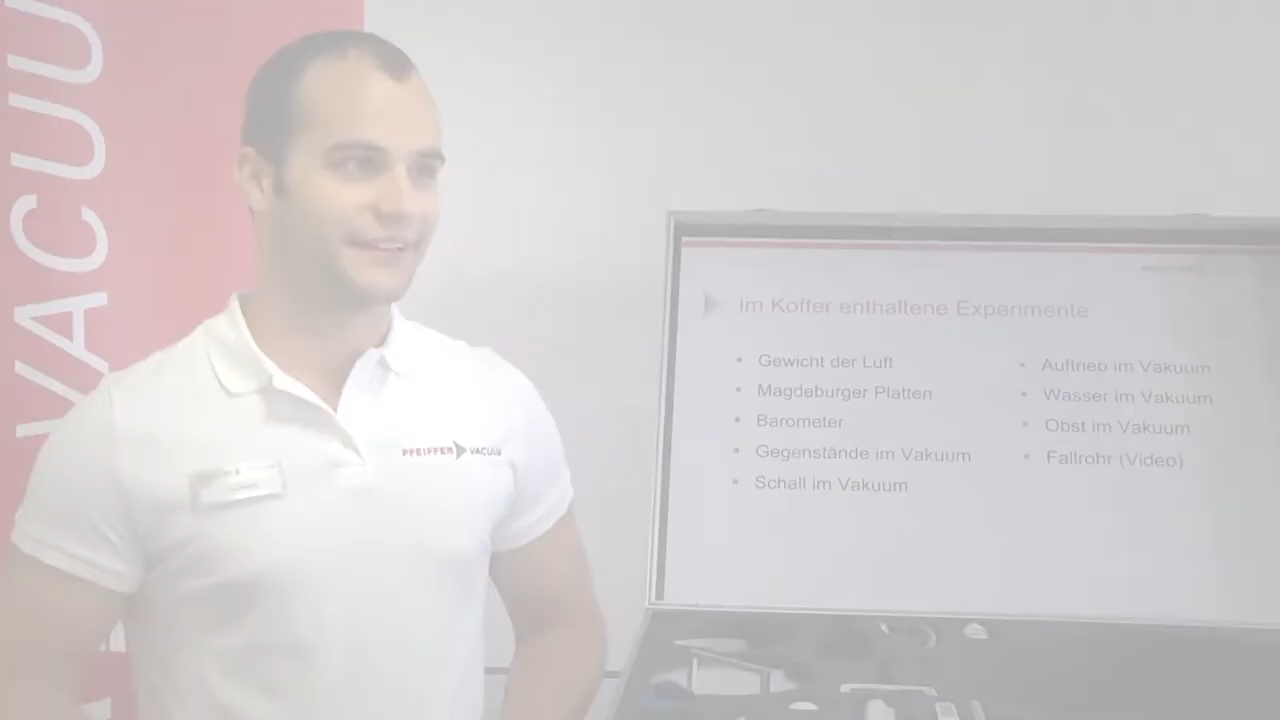 VACUU
PFEIFFER VACUUM
Im Koffer enthaltene Experimente
• Gewicht der Luft
• Magdeburger Platten
• Barometer
• Gegenstände im Vakuum
• Schall im Vakuum
• Auftrieb im Vakuum
• Wasser im Vakuum
• Obst im Vakuum
• Fallrohr (Video)